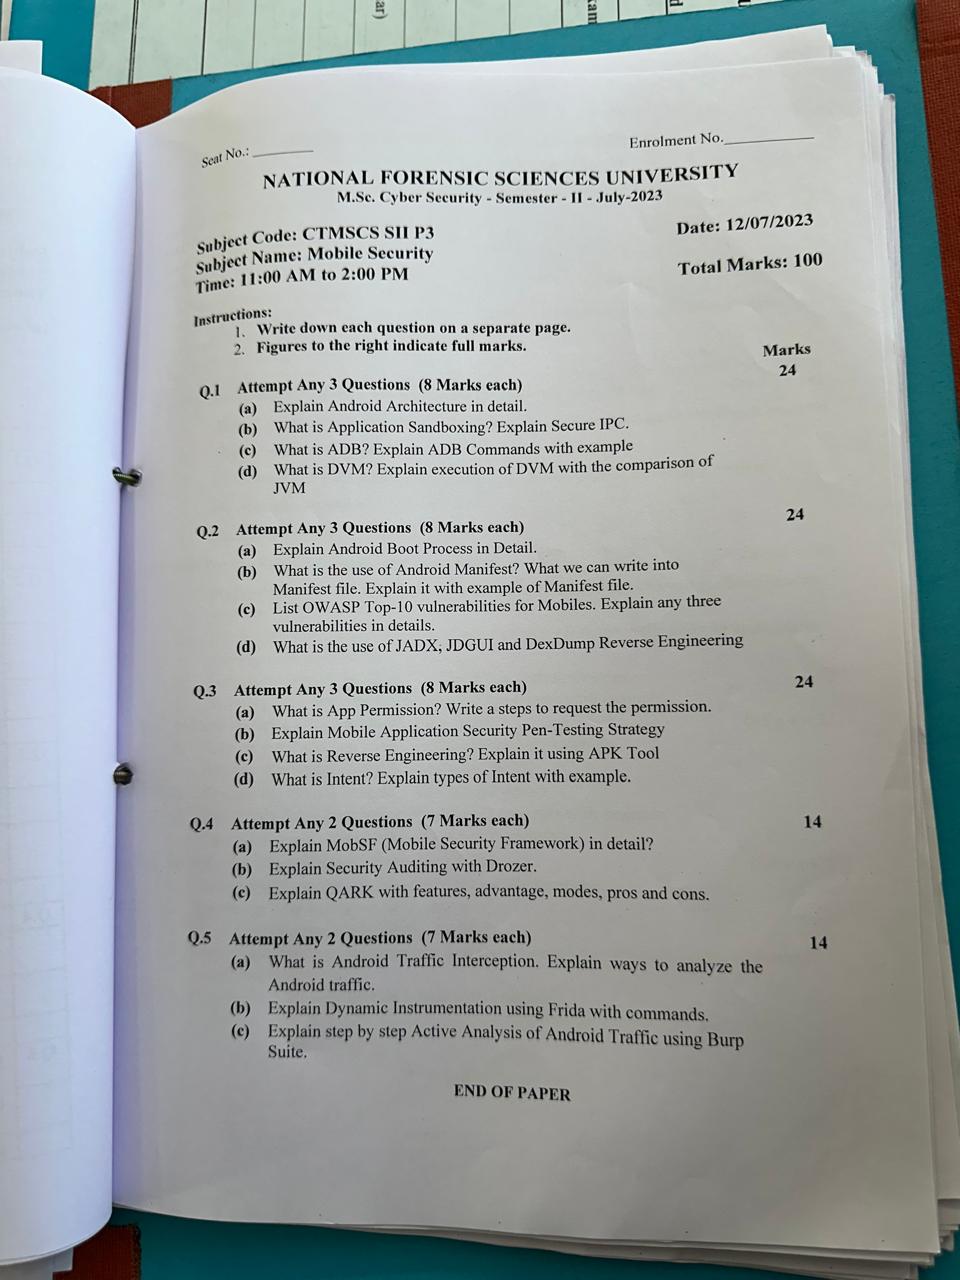 ar)
am
d
Seat No.: ________
Enrolment No.____________
NATIONAL FORENSIC SCIENCES UNIVERSITY
M.Sc. Cyber Security - Semester - II - July-2023
Subject Code: CTMSCS SII P3
Date: 12/07/2023
Subject Name: Mobile Security
Time: 11:00 AM to 2:00 PM
Total Marks: 100
Instructions:
1. Write down each question on a separate page.
2. Figures to the right indicate full marks.
Marks
Q.1 Attempt Any 3 Questions (8 Marks each) 24
(a) Explain Android Architecture in detail.
(b) What is Application Sandboxing? Explain Secure IPC.
(c) What is ADB? Explain ADB Commands with example
(d) What is DVM? Explain execution of DVM with the comparison of
JVM
Q.2 Attempt Any 3 Questions (8 Marks each) 24
(a) Explain Android Boot Process in Detail.
(b) What is the use of Android Manifest? What we can write into
Manifest file. Explain it with example of Manifest file.
(c) List OWASP Top-10 vulnerabilities for Mobiles. Explain any three
vulnerabilities in details.
(d) What is the use of JADX, JDGUI and DexDump Reverse Engineering
Q.3 Attempt Any 3 Questions (8 Marks each) 24
(a) What is App Permission? Write a steps to request the permission.
(b) Explain Mobile Application Security Pen-Testing Strategy
(c) What is Reverse Engineering? Explain it using APK Tool
(d) What is Intent? Explain types of Intent with example.
Q.4 Attempt Any 2 Questions (7 Marks each) 14
(a) Explain MobSF (Mobile Security Framework) in detail?
(b) Explain Security Auditing with Drozer.
(c) Explain QARK with features, advantage, modes, pros and cons.
Q.5 Attempt Any 2 Questions (7 Marks each) 14
(a) What is Android Traffic Interception. Explain ways to analyze the
Android traffic.
(b) Explain Dynamic Instrumentation using Frida with commands.
(c) Explain step by step Active Analysis of Android Traffic using Burp
Suite.
END OF PAPER